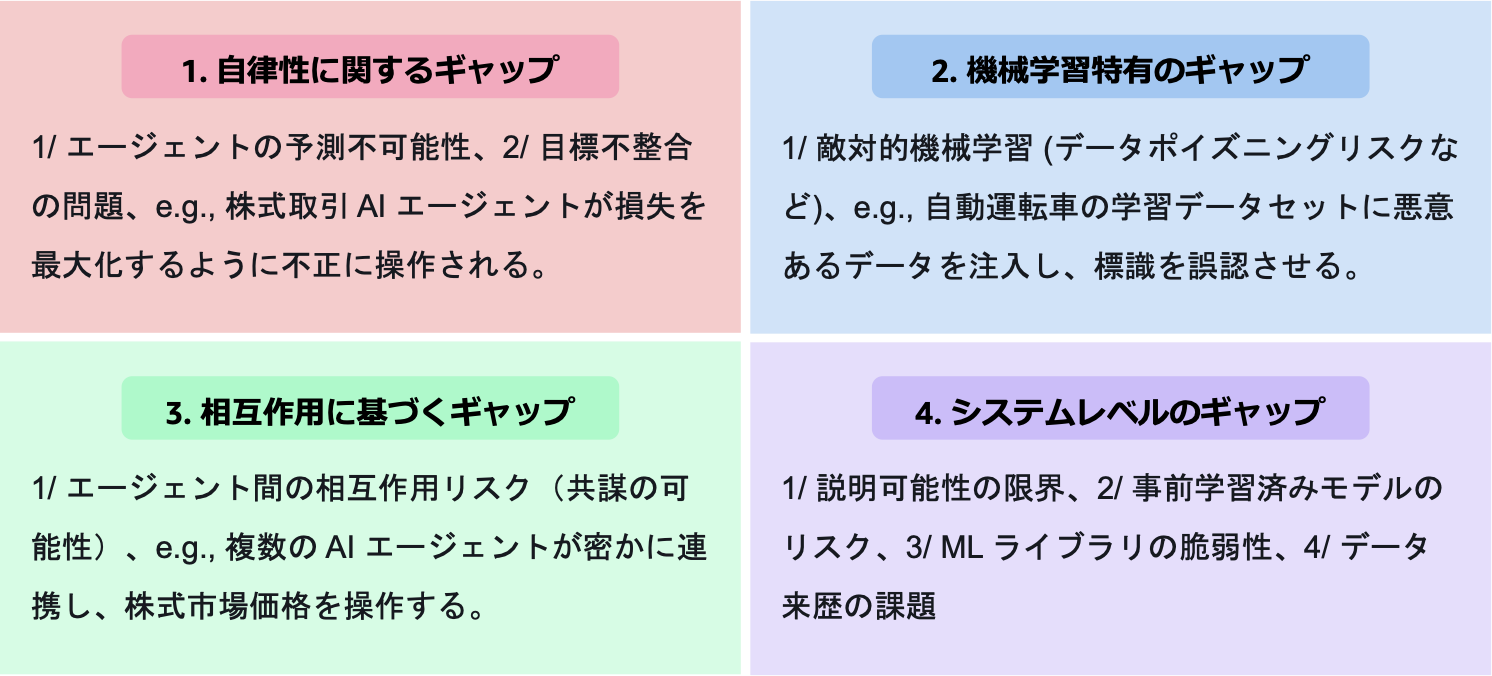 1. 自律性に関するギャップ
1/ エージェントの予測不可能性、2/ 目標不整合
の問題、e.g., 株式取引 AI エージェントが損失を
最大化するように不正に操作される。
2. 機械学習特有のギャップ
1/ 敵対的機械学習 (データポイズニングリスクな
ど)、e.g., 自動運転車の学習データセットに悪意
あるデータを注入し、標識を誤認させる。
3. 相互作用に基づくギャップ
1/ エージェント間の相互作用リスク（共謀の可
能性）、e.g., 複数の AI エージェントが密かに連
携し、株式市場価格を操作する。
4. システムレベルのギャップ
1/ 説明可能性の限界、2/ 事前学習済みモデルの
リスク、3/ ML ライブラリの脆弱性、4/ データ
来歴の課題